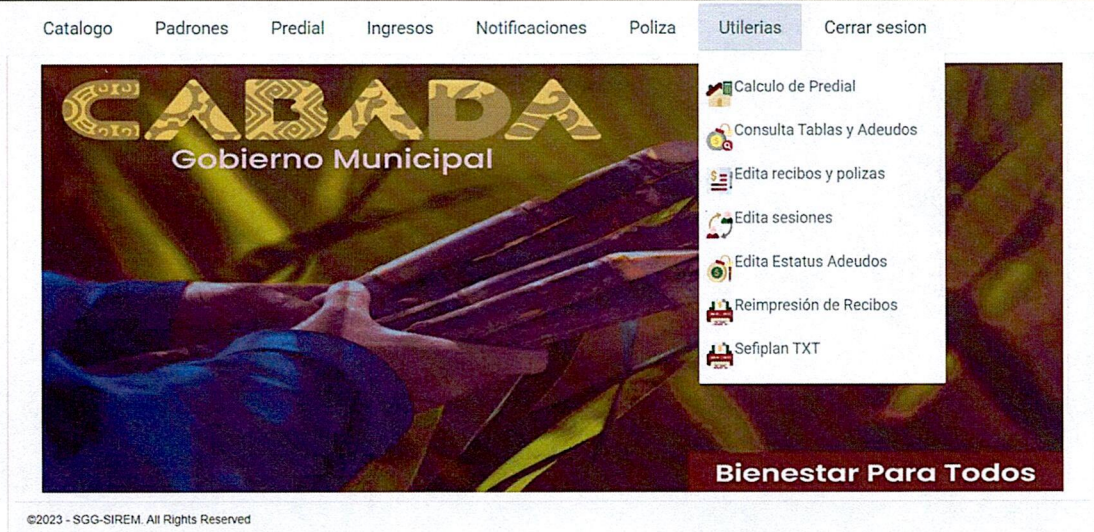 Catalogo Padrones Predial Ingresos Notificaciones Poliza Utilerias Cerrar sesion
CABADA
Gobierno Municipal
Calculo de Predial
Consulta Tablas y Adeudos
Edita recibos y polizas
Edita sesiones
Edita Estatus Adeudos
Reimpresión de Recibos
Sefiplan TXT
Bienestar Para Todos
©2023 - SGG-SIREM. All Rights Reserved